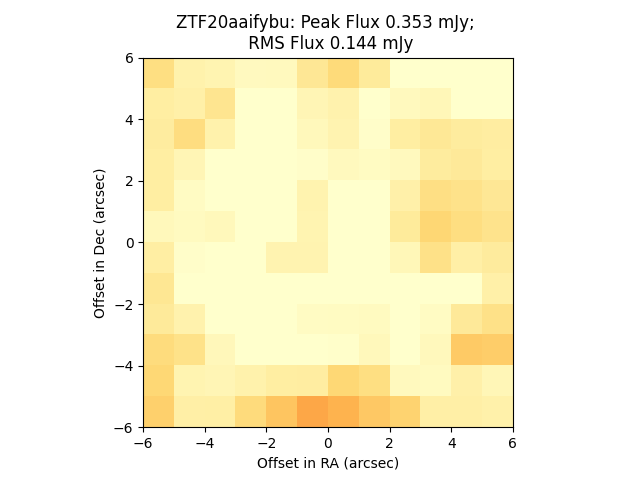 ZTF20aaifybu: Peak Flux 0.353 mJy;
RMS Flux 0.144 mJy
6
4
2
0
−2
−4
−6
Offset in Dec (arcsec)
−6 −4 −2 0 2 4 6
Offset in RA (arcsec)